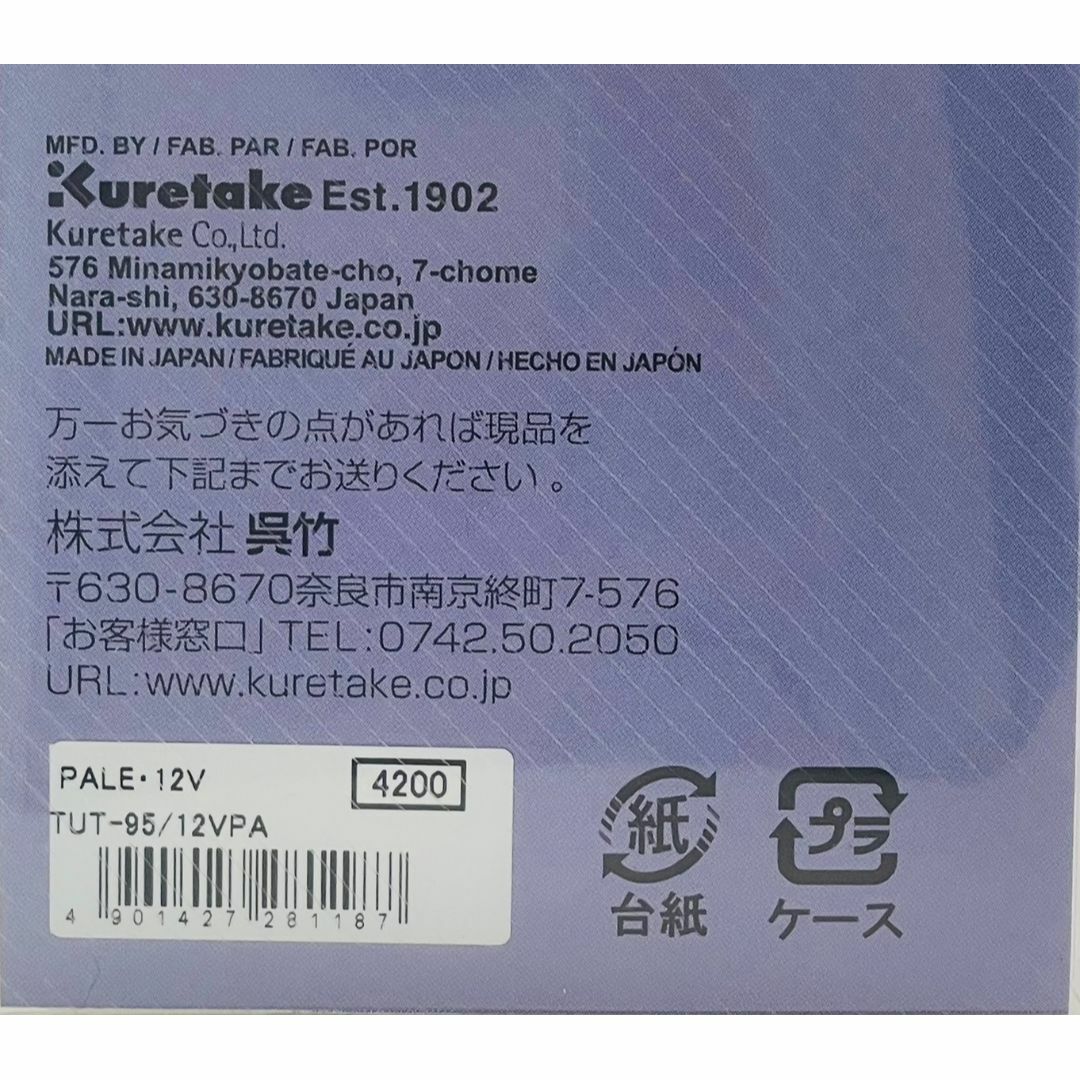 MFD. BY / FAB. PAR / FAB. POR
Kuretake Est.1902
Kuretake Co.,Ltd.
576 Minamikyobate-cho, 7-chome
Nara-shi, 630-8670 Japan
URL:www.kuretake.co.jp
MADE IN JAPAN / FABRIQUÉ AU JAPON / HECHO EN JAPÓN
万一お気づきの点があれば現品を
添えて下記までお送りください。
株式会社 呉竹
〒630-8670奈良市南京終町7-576
「お客様窓口」TEL:0742.50.2050
URL:www.kuretake.co.jp
PALE・12V 4200
TUT-95/12VPA
4 901427 281187
紙 プラ
台紙 ケース